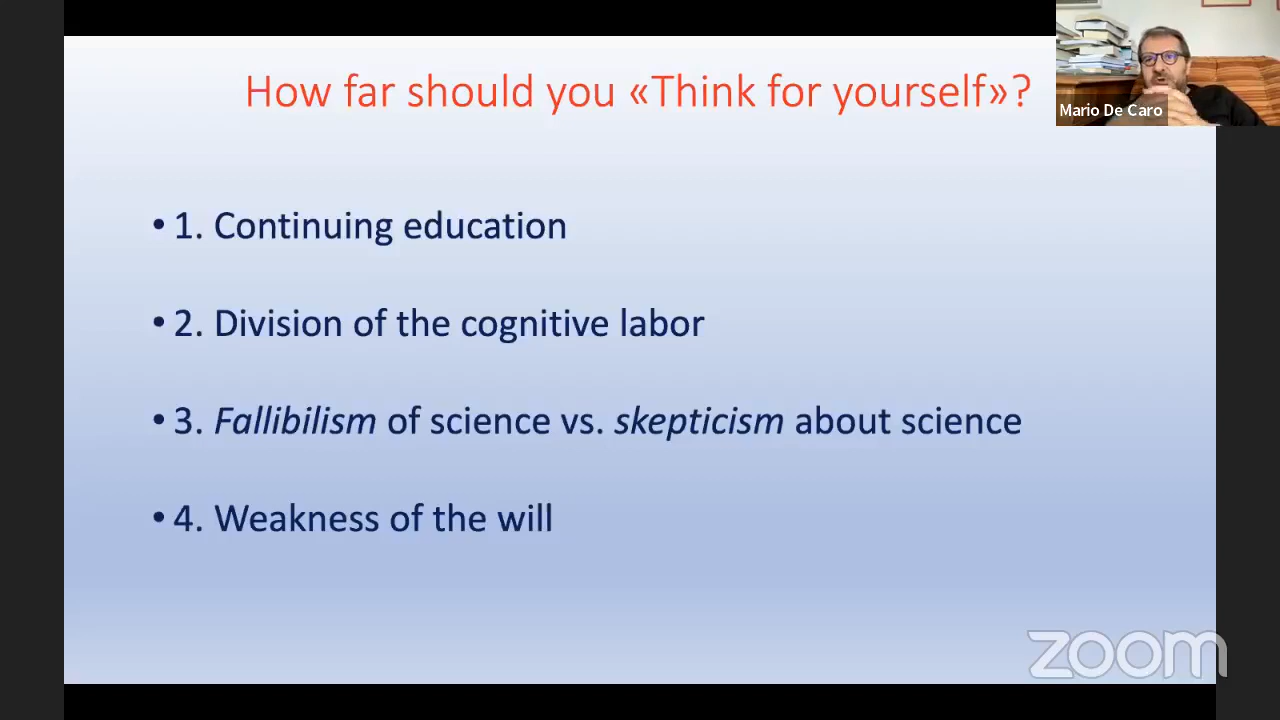 How far should you «Think for yourself»?
Mario De Caro
• 1. Continuing education
• 2. Division of the cognitive labor
• 3. Fallibilism of science vs. skepticism about science
• 4. Weakness of the will
zoom